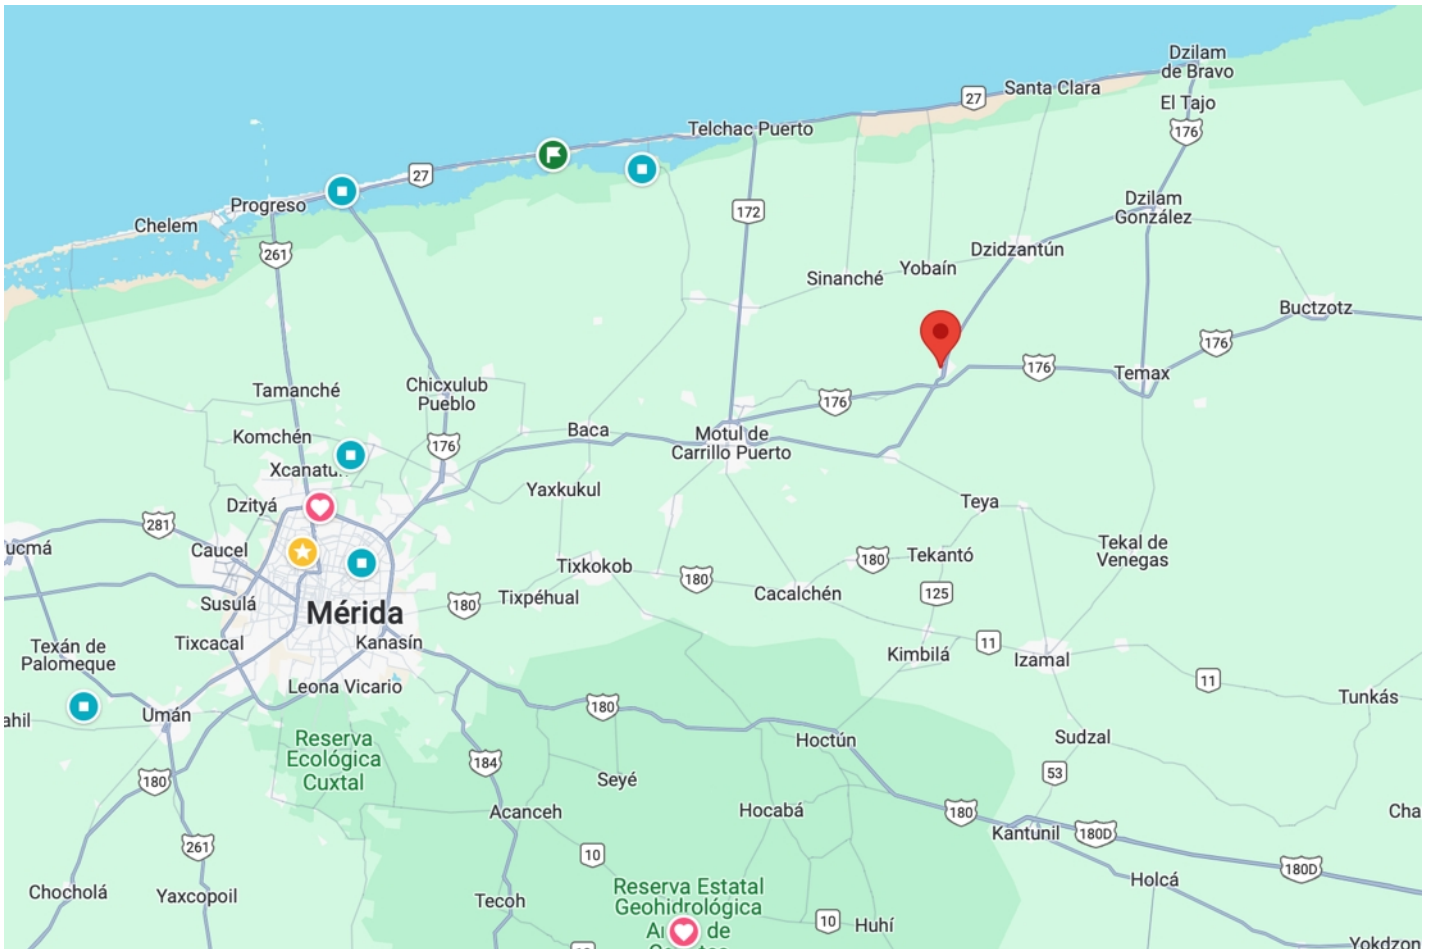 Dzilam
de Bravo
Santa Clara
27
El Tajo
176
Telchac Puerto
27
Progreso
Chelem
172
Dzilam
González
261
Dzidzantún
Yobaín
Sinanché
Buctzotz
176
176
Temax
Tamanché
Chicxulub
Pueblo
176
Komchén
Baca
Motul de
Carrillo Puerto
176
Xcanatu
Yaxkukul
Dzityá
Teya
281
ucmá
Caucel
Tixkokob
180
Tekantó
Tekal de
Venegas
180
Cacalchén
125
Susulá
Mérida
180
Tixpéhual
Texán de
Palomeque
Tixcacal
Kanasín
11
Kimbilá
Izamal
11
Leona Vicario
180
Tunkás
ahil
Umán
Reserva
Ecológica
Cuxtal
Hoctún
Sudzal
184
53
180
Seyé
Acanceh
Hocabá
180
Kantunil
180D
Cha
261
10
180D
Chocholá
Yaxcopoil
Tecoh
Reserva Estatal
Geohidrológica
de
10
Huhí
Holcá
Yokdzon